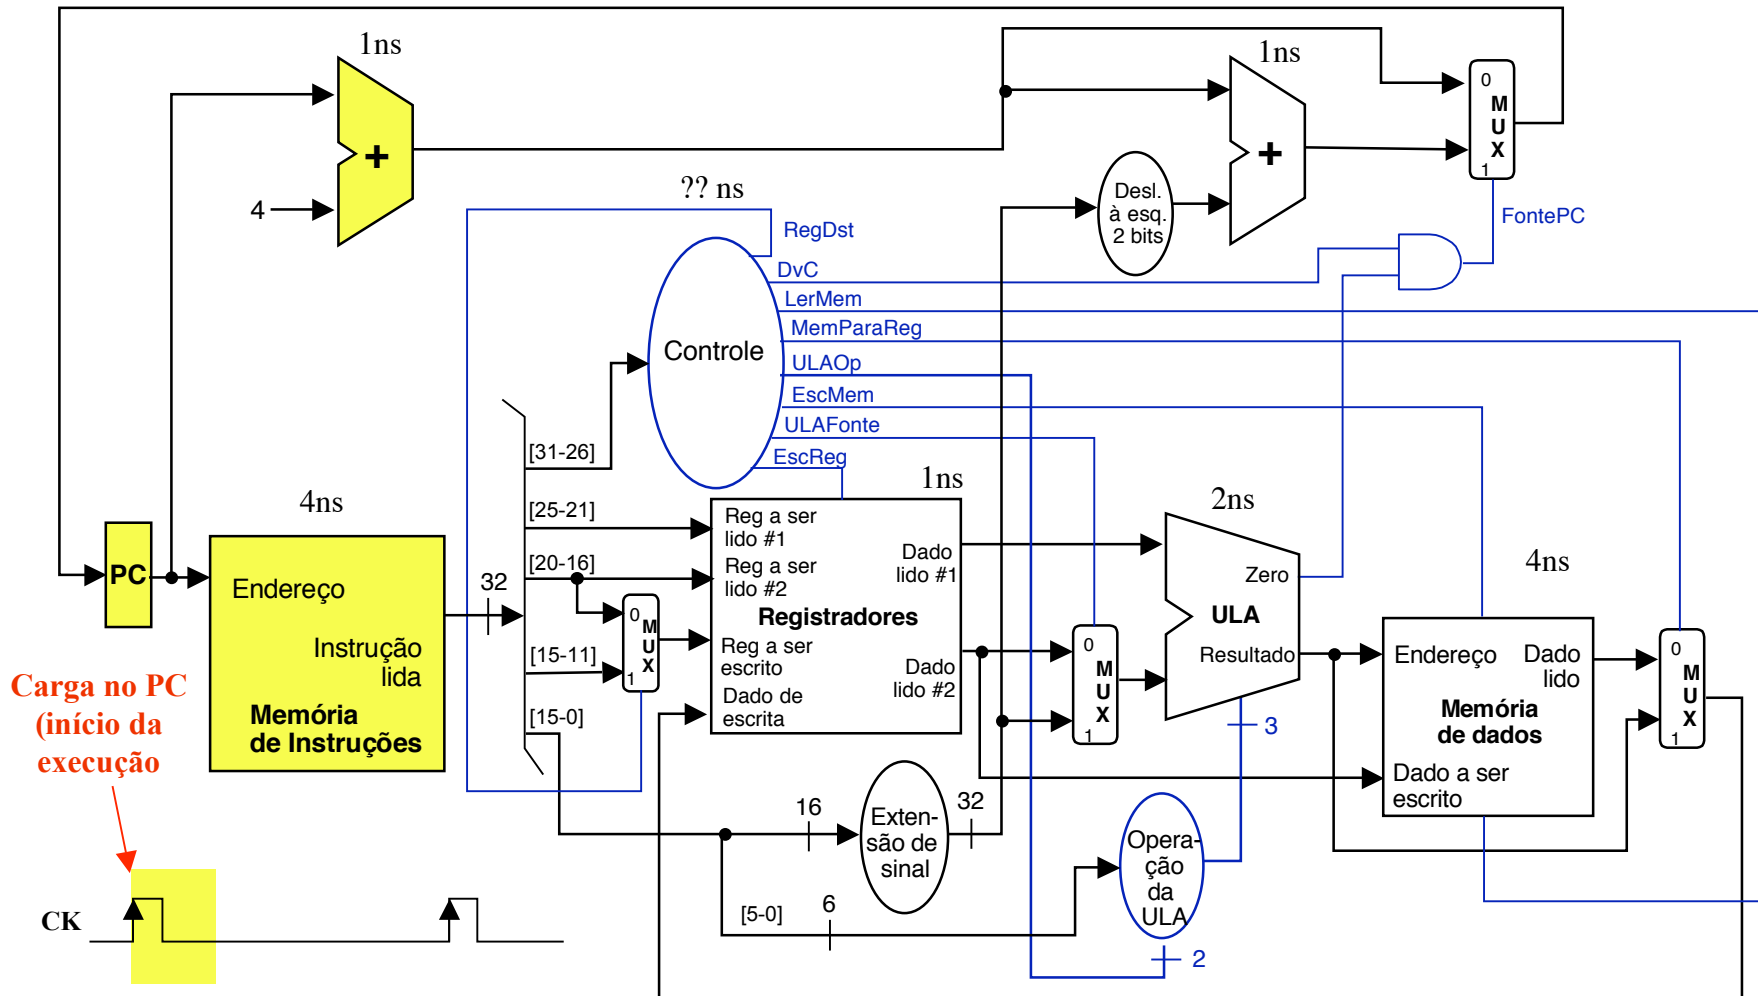 1ns
1ns
0
M
U
X
1
+
+
4
?? ns
Desl.
à esq.
2 bits
FontePC
RegDst
DvC
LerMem
MemParaReg
Controle
ULAOp
EscMem
ULAFonte
EscReg
[31-26]
4ns
[25-21]
[20-16]
[15-11]
[15-0]
32
PC
Endereço
Instrução
lida
Memória
de Instruções
0
M
U
X
1
1ns
Reg a ser
lido #1
Reg a ser
lido #2
Registradores
Reg a ser
escrito
Dado de
escrita
Dado
lido #1
Dado
lido #2
0
M
U
X
1
2ns
Zero
ULA
Resultado
3
4ns
Endereço
Dado
lido
Memória
de dados
Dado a ser
escrito
0
M
U
X
1
Carga no PC
(início da
execução
CK
16
Exten-
são de
sinal
32
[5-0]
6
Opera-
ção
da
ULA
2